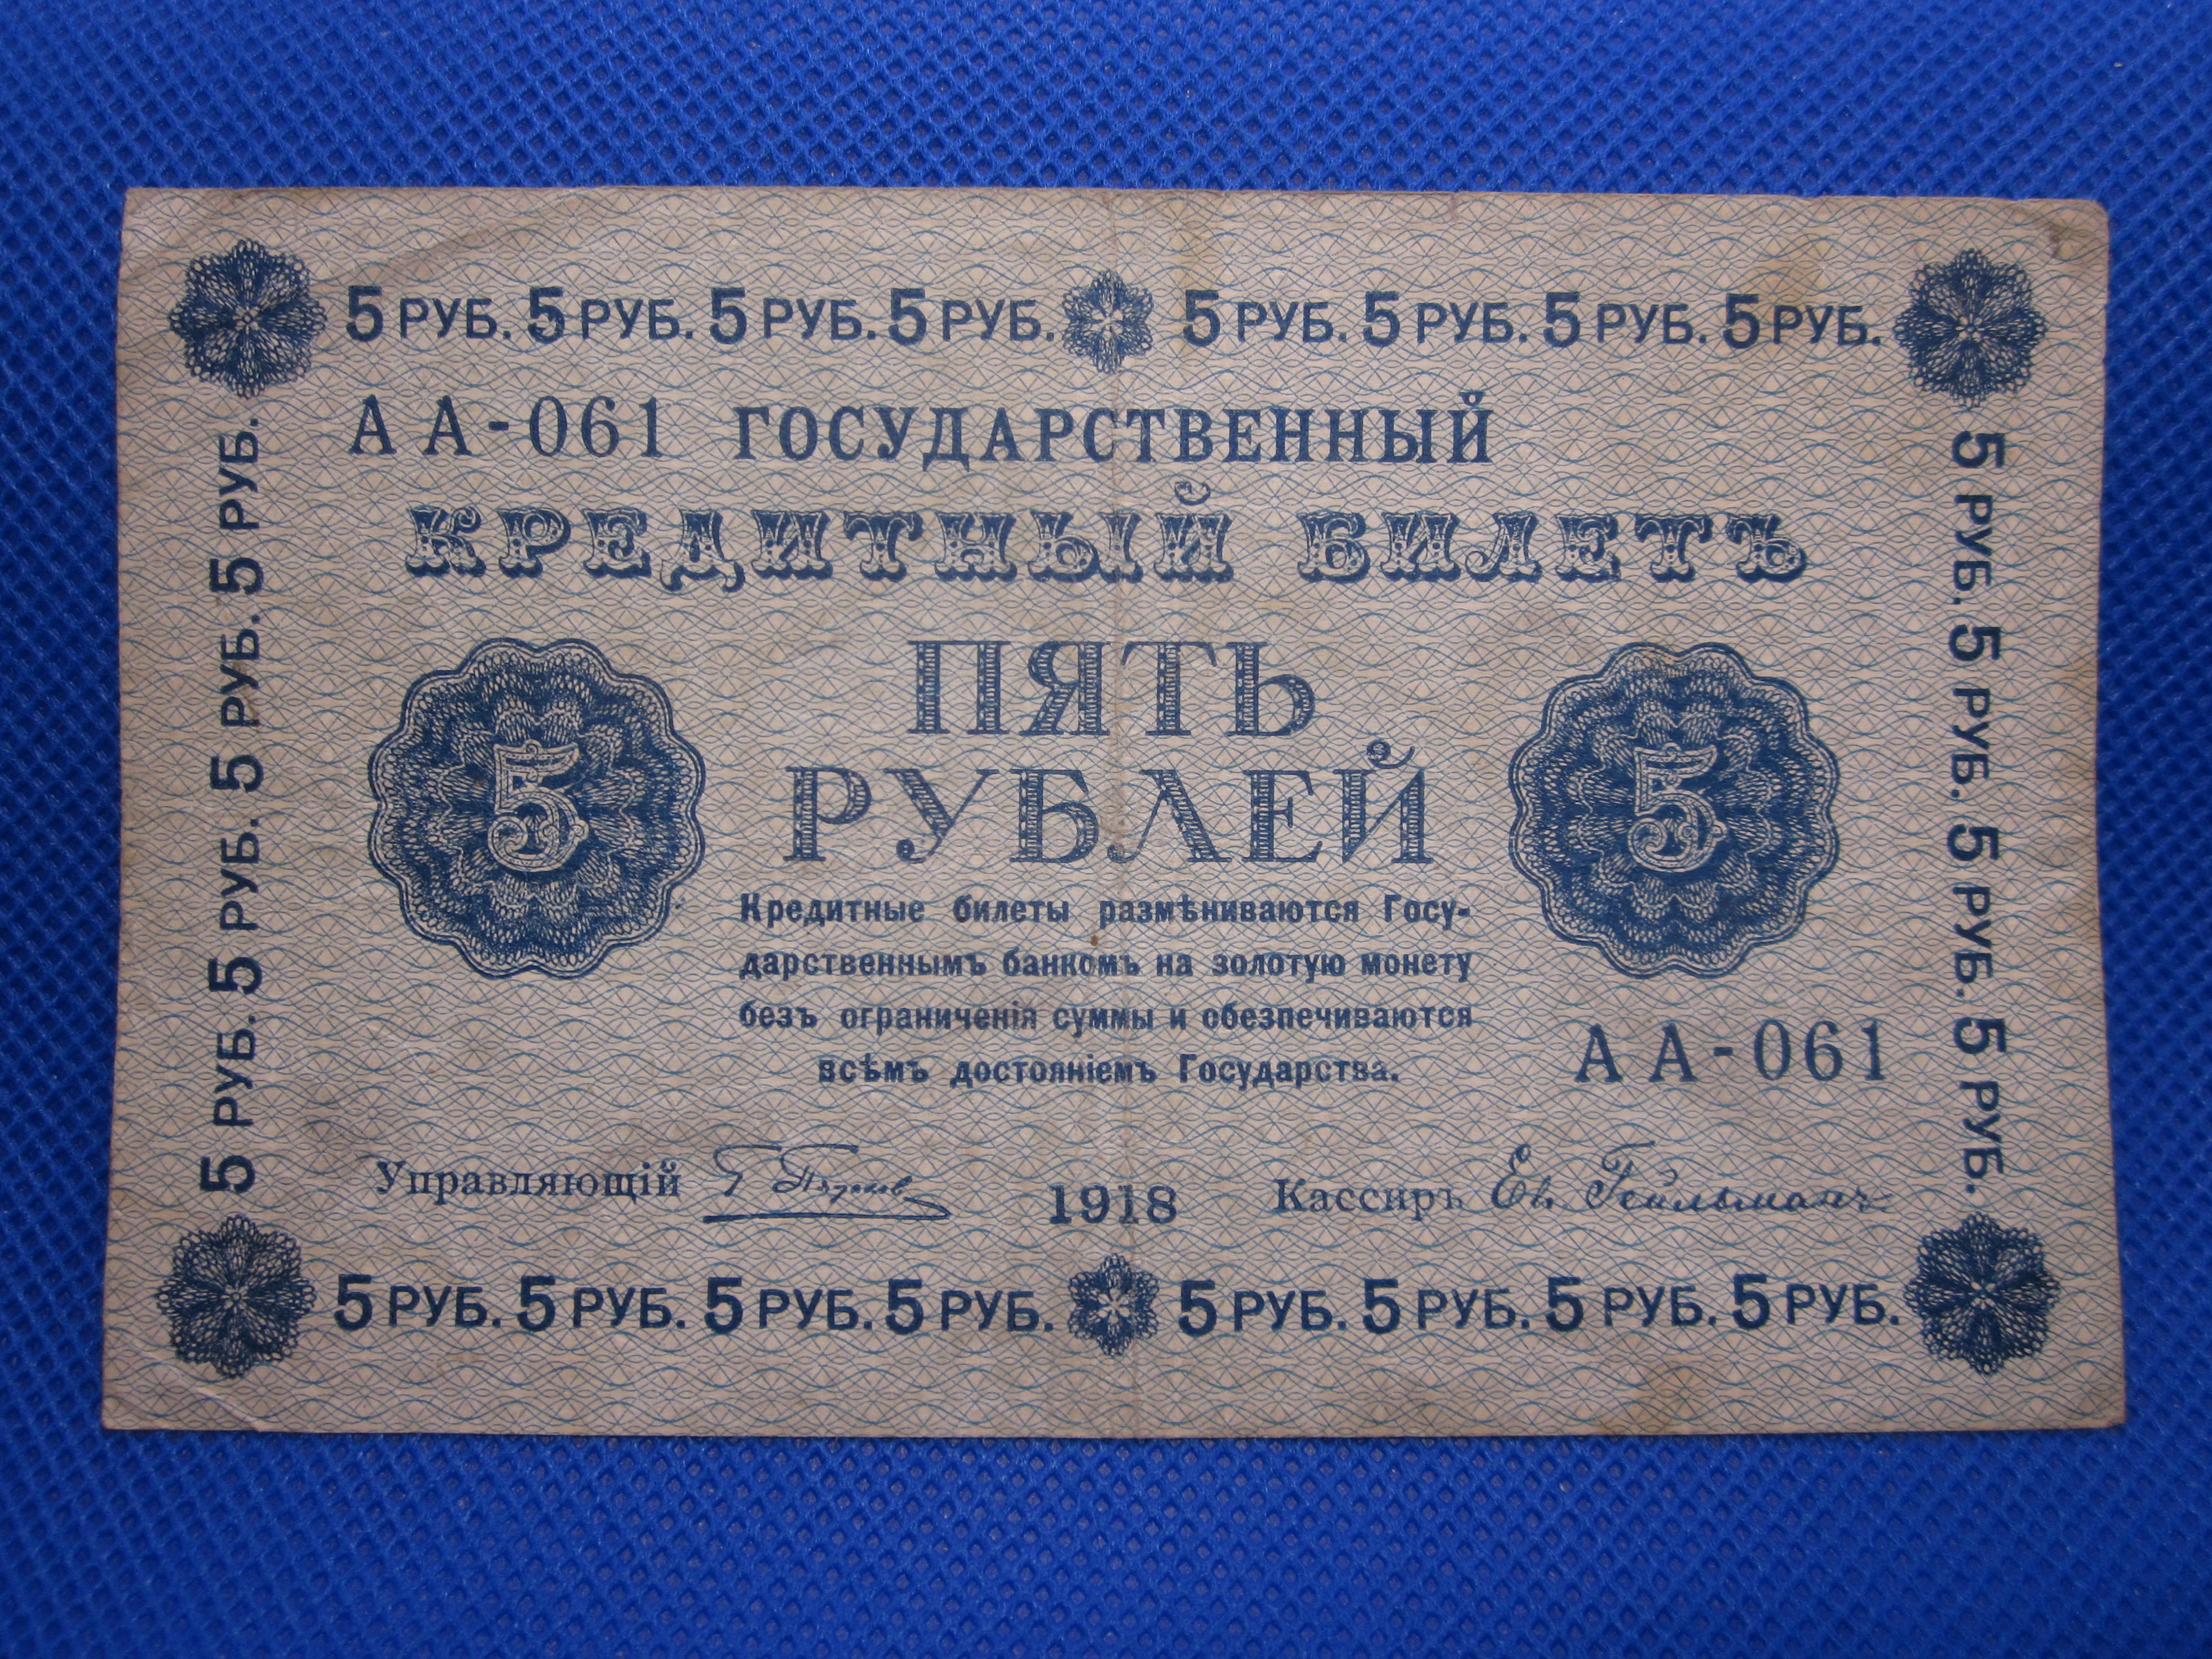 5 РУБ. 5 РУБ. 5 РУБ. 5 РУБ. 5 РУБ. 5 РУБ. 5 РУБ. 5 РУБ.
АА-061 ГОСУДАРСТВЕННЫЙ
КРЕДИТНЫЙ БИЛЕТЪ
5 РУБ. 5 РУБ. 5 РУБ. 5 РУБ.
5
ПЯТЬ
РУБЛЕЙ
5
5 РУБ. 5 РУБ. 5 РУБ. 5 РУБ.
Кредитные билеты размѣниваются Госу-
дарственнымъ банкомъ на золотую монету
безъ ограниченія суммы и обезпечиваются
всѣмъ достояніемъ Государства.
АА-061
Управляющій Г Пятаков 1918 Кассиръ Ев. Гейльманъ
5 РУБ. 5 РУБ. 5 РУБ. 5 РУБ. 5 РУБ. 5 РУБ. 5 РУБ. 5 РУБ.